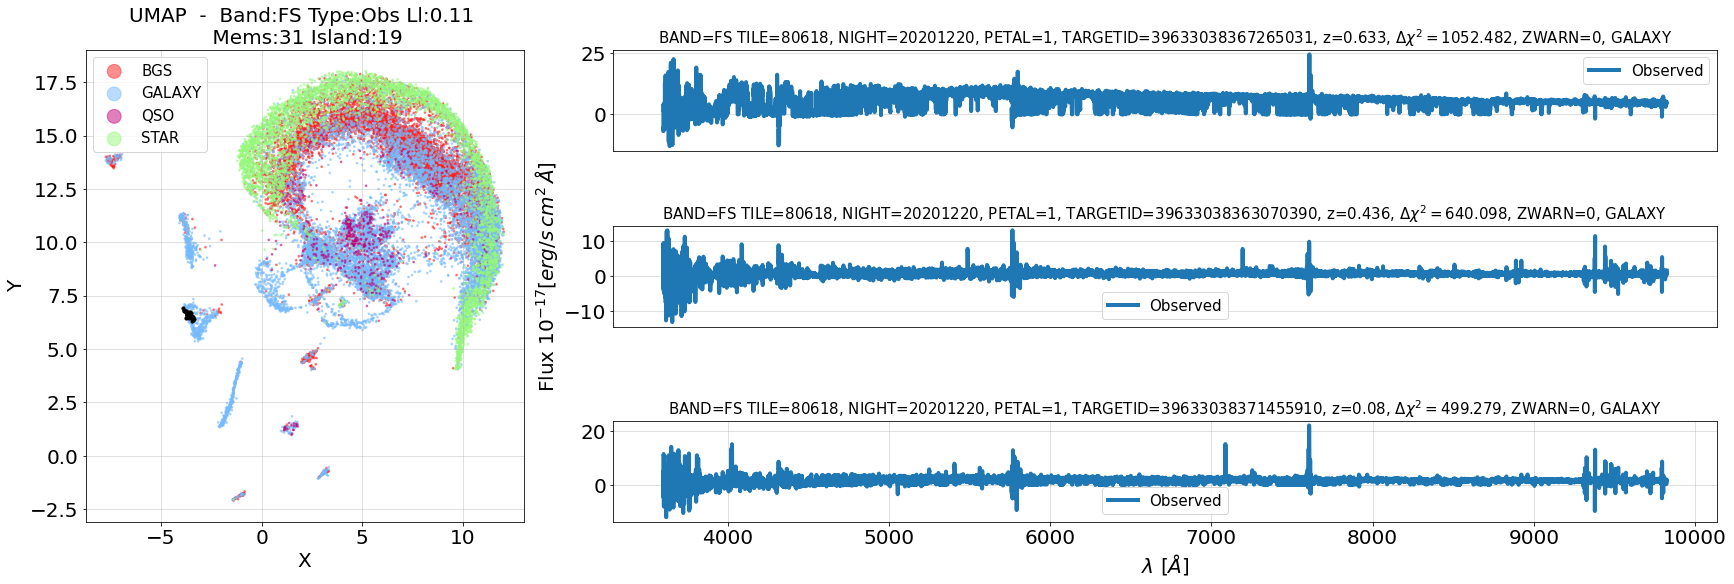 UMAP  -  Band:FS Type:Obs Ll:0.11
Mems:31 Island:19
BGS
GALAXY
QSO
STAR
17.5
15.0
12.5
10.0
7.5
5.0
2.5
0.0
−2.5
Y
−5
0
5
10
X
Flux 10⁻¹⁷[erg/s cm² Å]
BAND=FS TILE=80618, NIGHT=20201220, PETAL=1, TARGETID=39633038367265031, z=0.633, Δχ² = 1052.482, ZWARN=0, GALAXY
25
0
Observed
BAND=FS TILE=80618, NIGHT=20201220, PETAL=1, TARGETID=39633038363070390, z=0.436, Δχ² = 640.098, ZWARN=0, GALAXY
10
0
−10
Observed
BAND=FS TILE=80618, NIGHT=20201220, PETAL=1, TARGETID=39633038371455910, z=0.08, Δχ² = 499.279, ZWARN=0, GALAXY
20
0
Observed
4000
5000
6000
7000
8000
9000
10000
λ [Å]